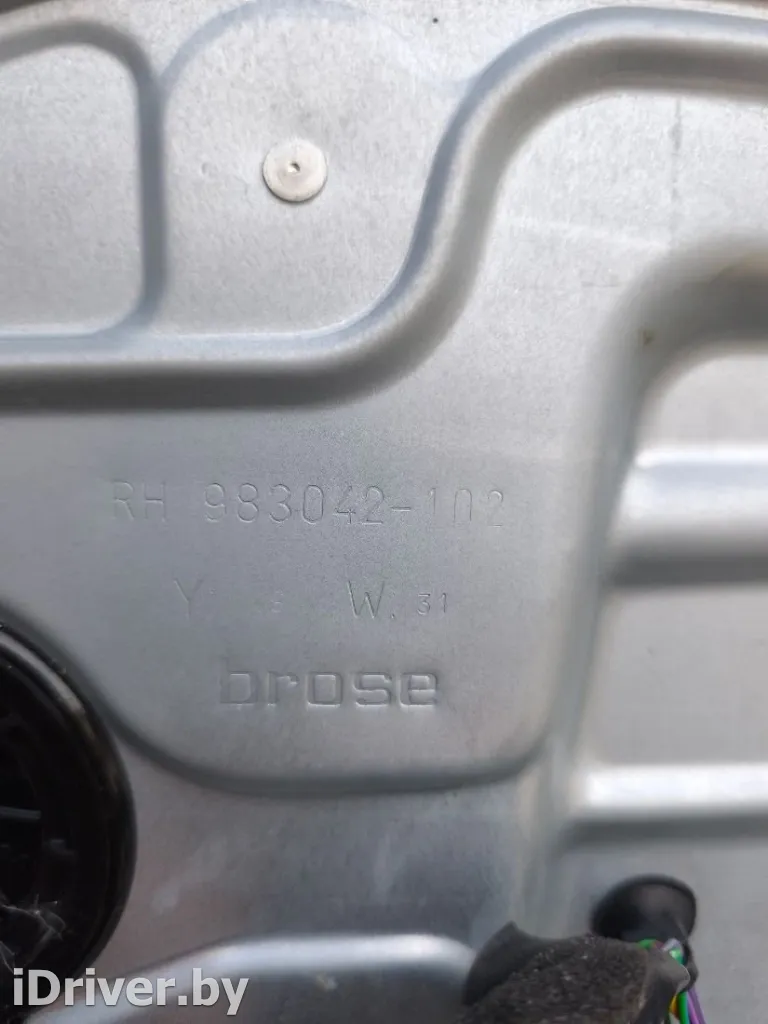 RH 983042-102
Y W. 31
brose
iDriver.by